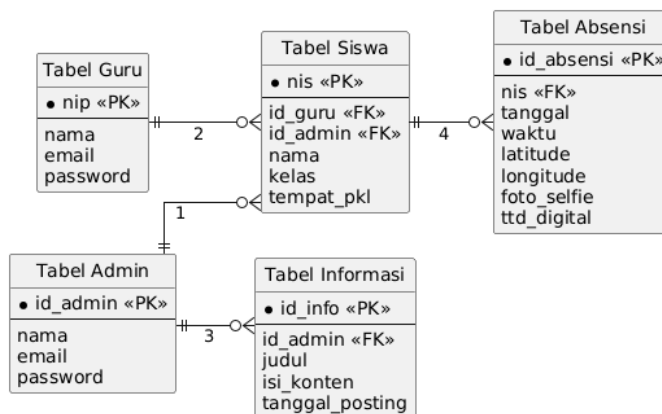 Tabel Guru
nip «PK»
nama
email
password
2
Tabel Siswa
nis «PK»
id_guru «FK»
id_admin «FK»
nama
kelas
tempat_pkl
4
Tabel Absensi
id_absensi «PK»
nis «FK»
tanggal
waktu
latitude
longitude
foto_selfie
ttd_digital
1
Tabel Admin
id_admin «PK»
nama
email
password
3
Tabel Informasi
id_info «PK»
id_admin «FK»
judul
isi_konten
tanggal_posting